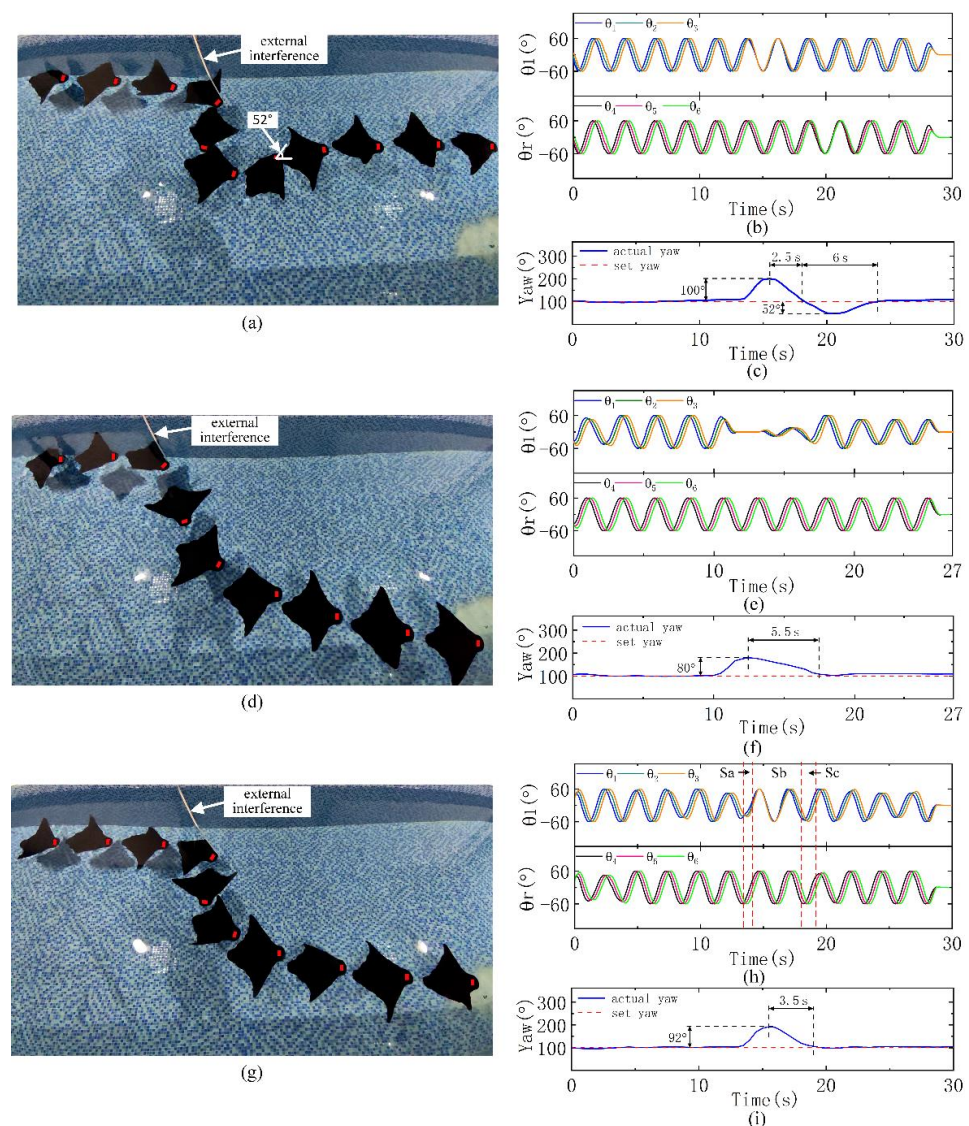 external
interference
52°
(a)
θ1 θ2 θ3
60
-60
θl(°)
θ4 θ5 θ6
60
-60
θr(°)
0 10 20 30
Time(s)
(b)
actual yaw
set yaw
300
200
100
Yaw(°)
100°
2.5 s
6s
52°
0 10 20 30
Time(s)
(c)
external
interference
(d)
θ1 θ2 θ3
60
-60
θl(°)
θ4 θ5 θ6
60
-60
θr(°)
0 10 20 27
Time(s)
(e)
actual yaw
set yaw
300
200
100
Yaw(°)
80°
5.5 s
0 10 20 27
Time(s)
(f)
external
interference
(g)
θ1 θ2 θ3
Sa Sb Sc
60
-60
θl(°)
θ4 θ5 θ6
60
-60
θr(°)
0 10 20 30
Time(s)
(h)
actual yaw
set yaw
300
200
100
Yaw(°)
92°
3.5 s
0 10 20 30
Time(s)
(i)